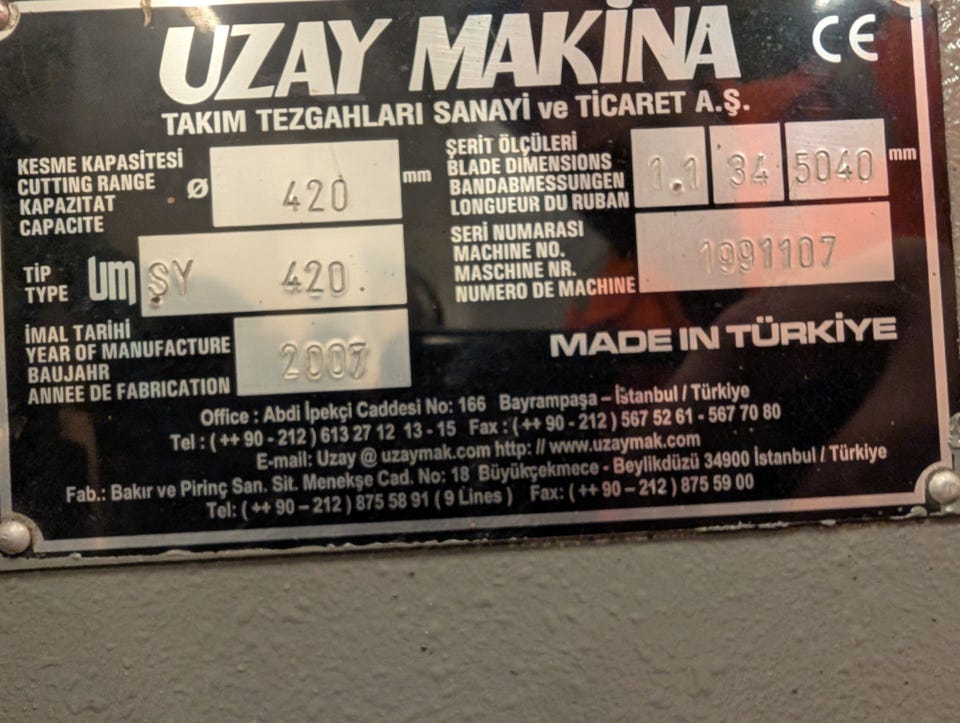 UZAY MAKİNA
CE
TAKIM TEZGAHLARI SANAYİ ve TİCARET A.Ş.
KESME KAPASİTESİ
CUTTING RANGE
KAPAZITAT
CAPACITE
Ø 420 mm
ŞERİT ÖLÇÜLERİ
BLADE DIMENSIONS
BANDABMESSUNGEN
LONGUEUR DU RUBAN
1.1 34 5040 mm
TİP
TYPE
um SY 420
SERİ NUMARASI
MACHINE NO.
MASCHINE NR.
NUMERO DE MACHINE
1991107
İMAL TARİHİ
YEAR OF MANUFACTURE
BAUJAHR
ANNEE DE FABRICATION
2007
MADE IN TÜRKİYE
Office : Abdi İpekçi Caddesi No: 166 Bayrampaşa – İstanbul / Türkiye
Tel : ( ++ 90 - 212 ) 613 27 12 13 - 15 Fax : ( ++ 90 - 212 ) 567 52 61 - 567 70 80
E-mail: Uzay @ uzaymak.com http: // www.uzaymak.com
Fab.: Bakır ve Pirinç San. Sit. Menekşe Cad. No: 18 Büyükçekmece - Beylikdüzü 34900 İstanbul / Türkiye
Tel: ( ++ 90 – 212 ) 875 58 91 ( 9 Lines ) Fax: ( ++ 90 – 212 ) 875 59 00